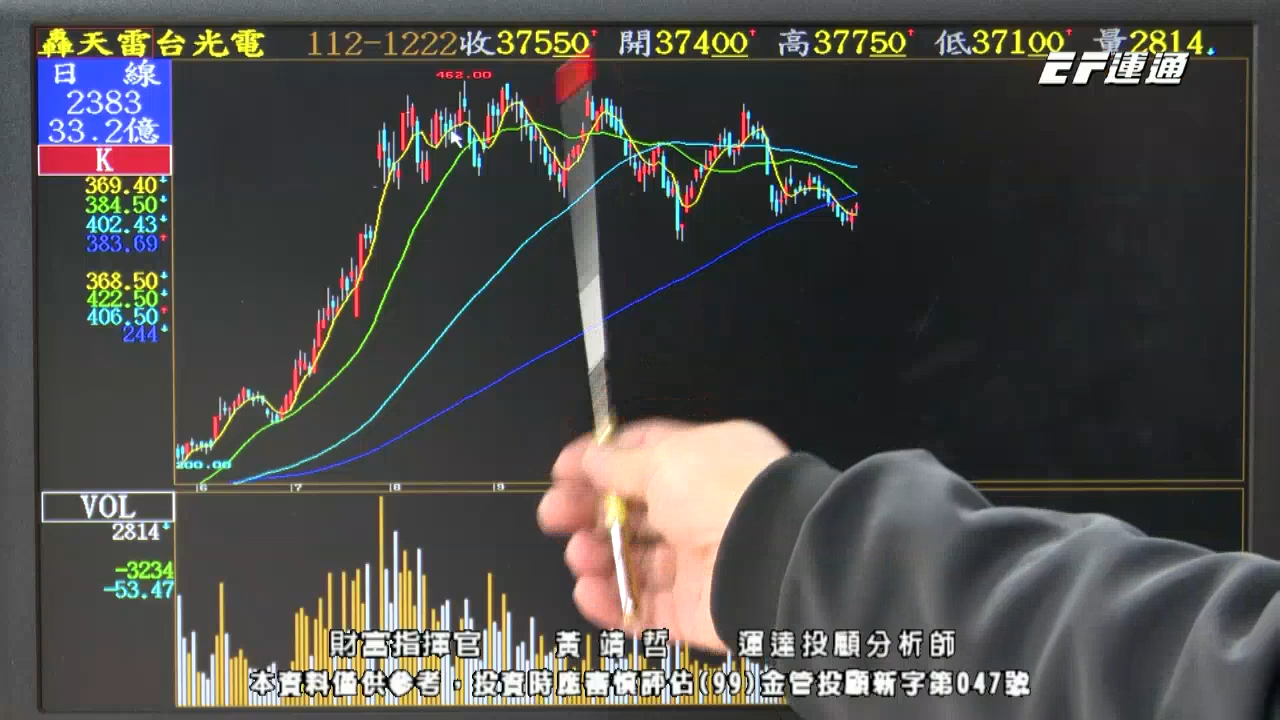 轟天雷台光電 112-1222收37550↑ 開37400↑ 高37750↑ 低37100↑ 量2814↓
EF運通
日 線
2383
33.2億
K
369.40↓
384.50↓
402.43↓
383.69↑
368.50↓
422.50↓
406.50↑
244↓
462.00
200.00
6 7 8 9
VOL
2814↓
-3234
-53.47
財富指揮官 黃靖哲 運達投顧分析師
本資料僅供參考，投資時應審慎評估(99)金管投顧新字第047號